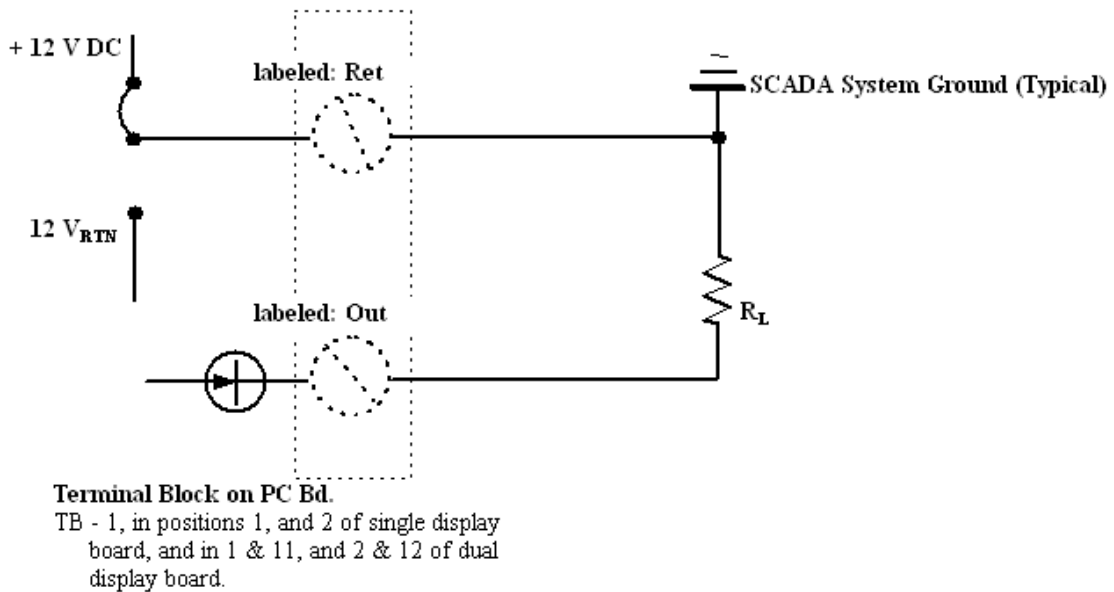 + 12 V DC
labeled: Ret
SCADA System Ground (Typical)
12 VRTN
labeled: Out
RL
Terminal Block on PC Bd.
TB - 1, in positions 1, and 2 of single display
board, and in 1 & 11, and 2 & 12 of dual
display board.